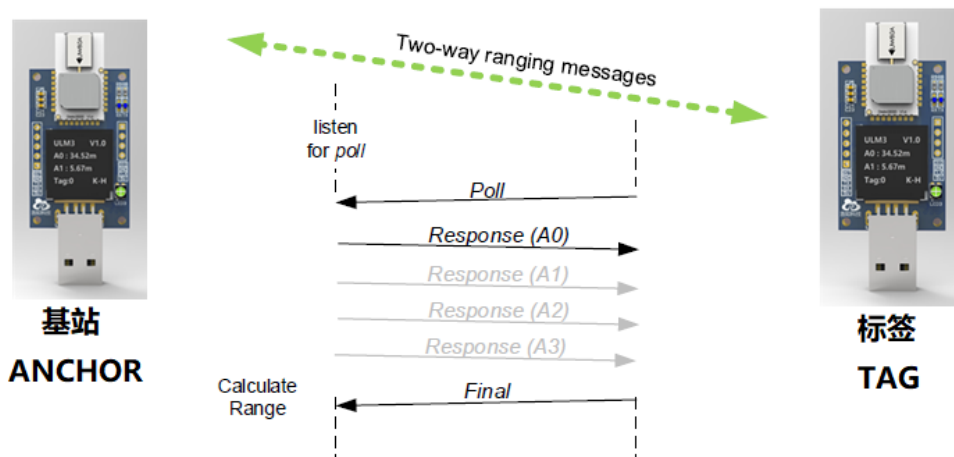 Two-way ranging messages
listen
for poll
ULM3 V1.0
A0 : 34.52m
A1 : 5.67m
Tag:0 K-H
ULM3 V1.0
A0 : 34.52m
A1 : 5.67m
Tag:0 K-H
Poll
Response (A0)
Response (A1)
Response (A2)
Response (A3)
基站
ANCHOR
标签
TAG
Calculate
Range
Final